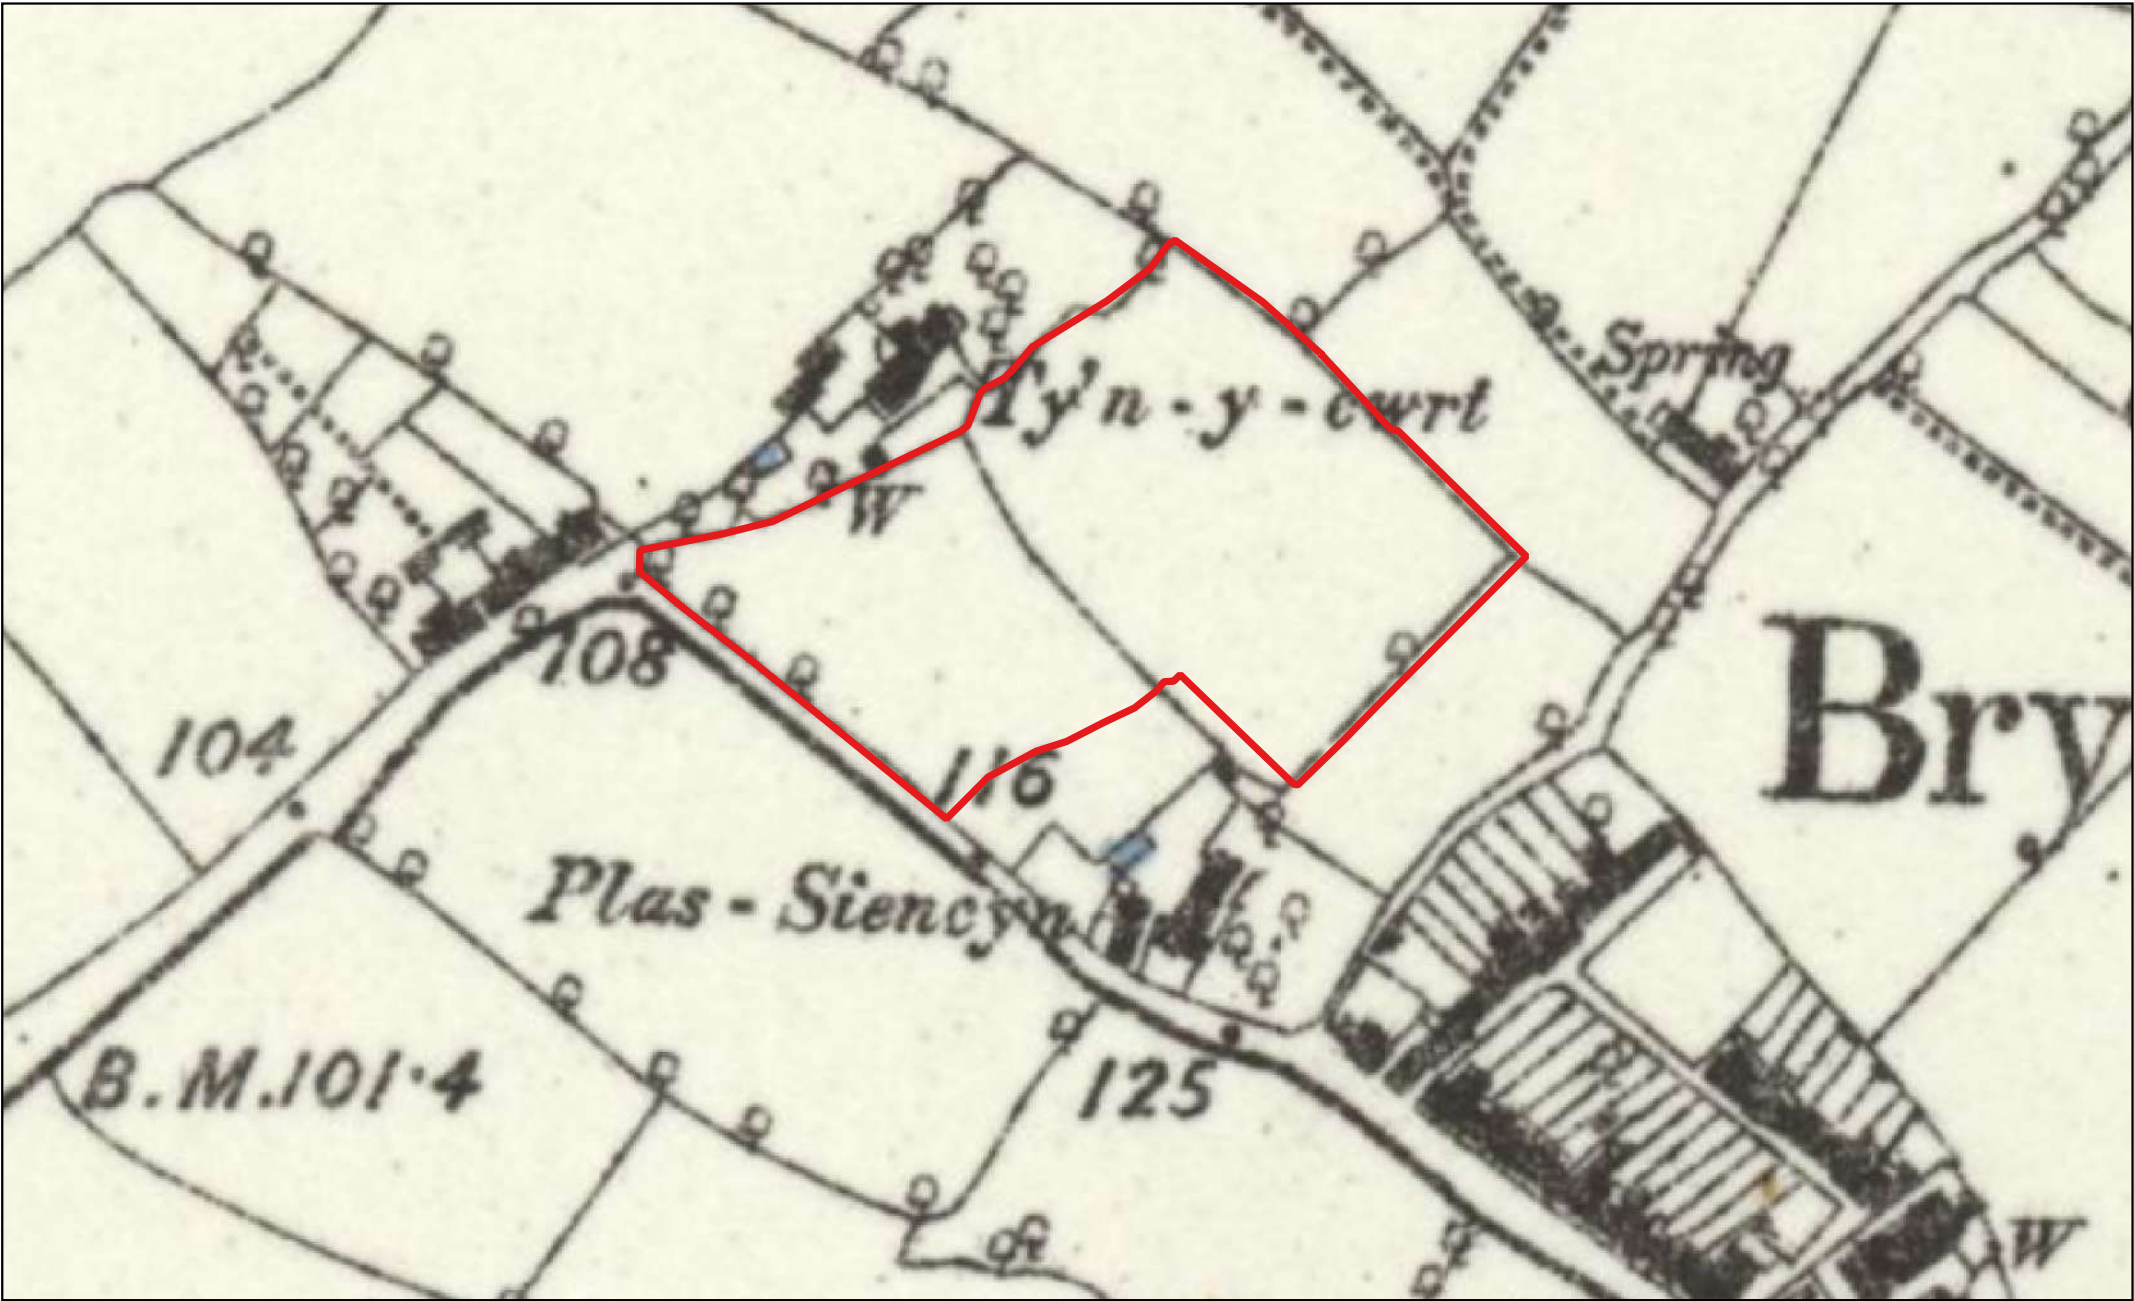 Spring
Ty'n-y-cwrt
W
108
Bry
104
116
Plas-Siencyn
B.M.101·4
125
W